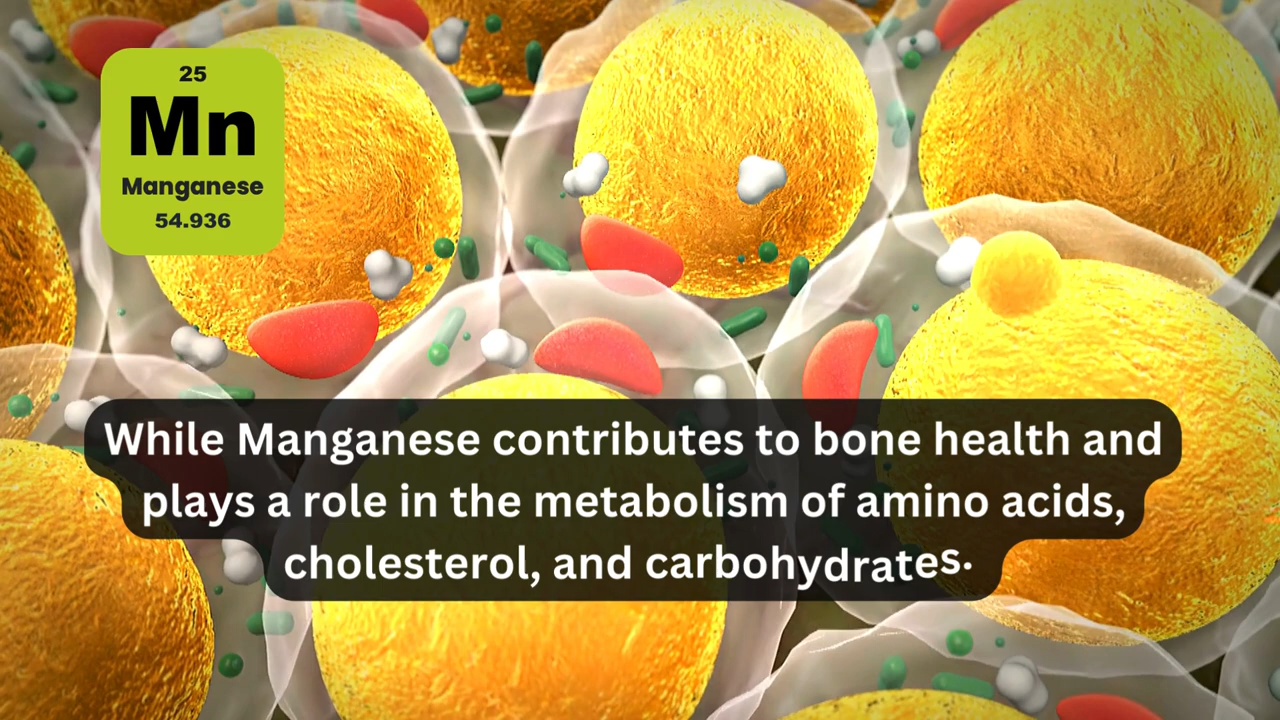 25
Mn
Manganese
54.936
While Manganese contributes to bone health and
plays a role in the metabolism of amino acids,
cholesterol, and carbohydrates.